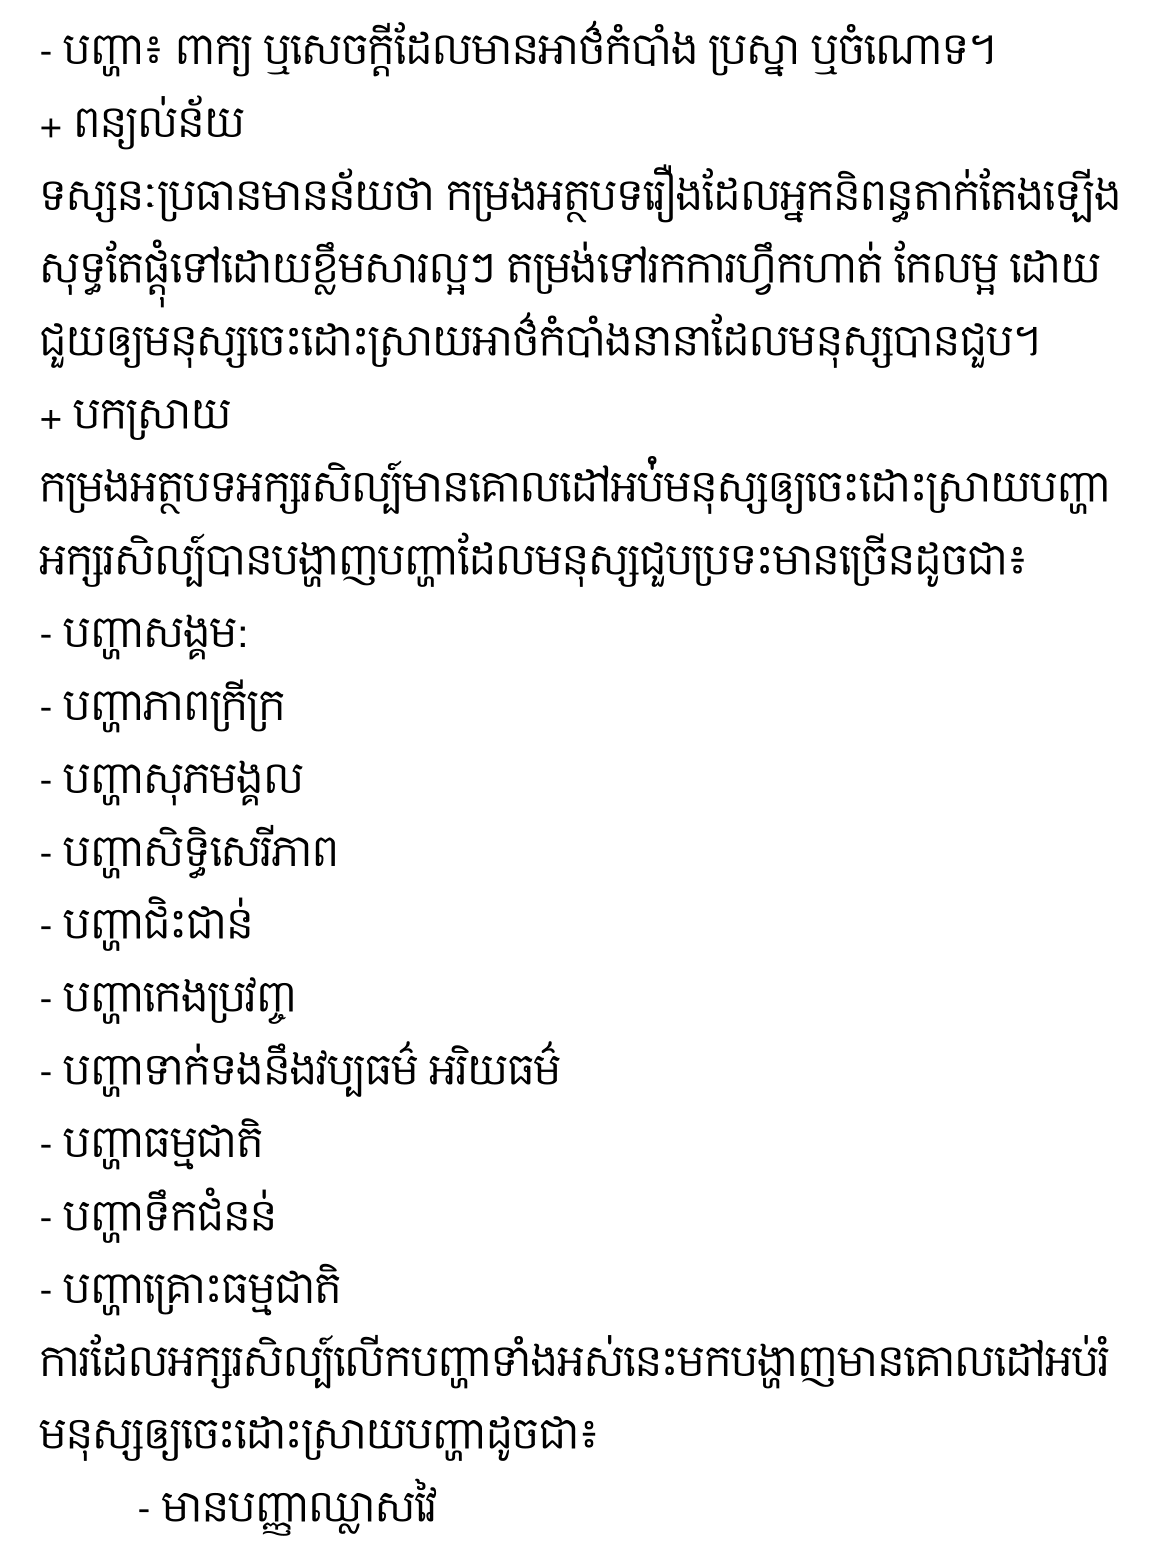 - បញ្ហា៖ ពាក្យ ឬសេចក្ដីដែលមានអាថ៌កំបាំង ប្រស្នា ឬចំណោទ។
+ ពន្យល់ន័យ
ទស្សនៈប្រធានមានន័យថា កម្រងអត្ថបទរឿងដែលអ្នកនិពន្ធតាក់តែងឡើង
សុទ្ធតែផ្ដុំទៅដោយខ្លឹមសារល្អៗ តម្រង់ទៅរកការហ្វឹកហាត់ កែលម្អ ដោយ
ជួយឲ្យមនុស្សចេះដោះស្រាយអាថ៌កំបាំងនានាដែលមនុស្សបានជួប។
+ បកស្រាយ
កម្រងអត្ថបទអក្សរសិល្ប៍មានគោលដៅអប់ំមនុស្សឲ្យចេះដោះស្រាយបញ្ហា
អក្សរសិល្ប៍បានបង្ហាញបញ្ហាដែលមនុស្សជួបប្រទះមានច្រើនដូចជា៖
- បញ្ហាសង្គម:
- បញ្ហាភាពក្រីក្រ
- បញ្ហាសុភមង្គល
- បញ្ហាសិទ្ធិសេរីភាព
- បញ្ហាជិះជាន់
- បញ្ហាកេងប្រវញ្ច
- បញ្ហាទាក់ទងនឹងវប្បធម៌ អរិយធម៌
- បញ្ហាធម្មជាតិ
- បញ្ហាទឹកជំនន់
- បញ្ហាគ្រោះធម្មជាតិ
ការដែលអក្សរសិល្ប៍លើកបញ្ហាទាំងអស់នេះមកបង្ហាញមានគោលដៅអប់រំ
មនុស្សឲ្យចេះដោះស្រាយបញ្ហាដូចជា៖
- មានបញ្ញាឈ្លាសវៃ